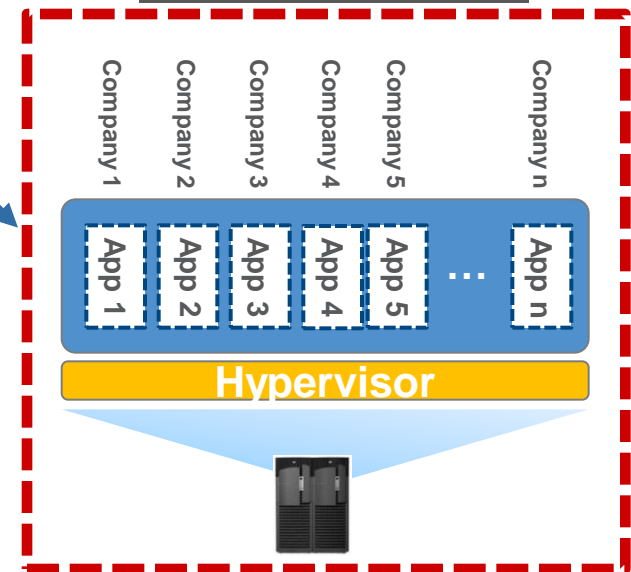 Company 1
Company 2
Company 3
Company 4
Company 5
Company n
App 1
App 2
App 3
App 4
App 5
...
App n
Hypervisor